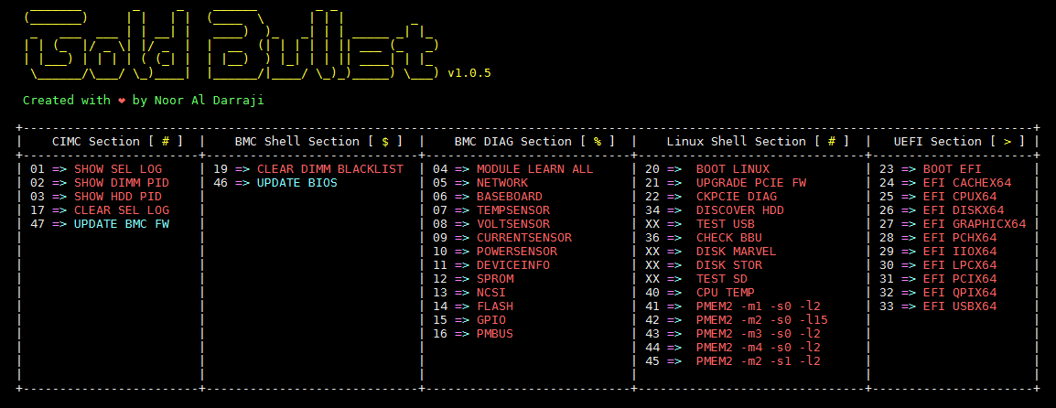 Gold Bullet v1.0.5
Created with ❤ by Noor Al Darraji
CIMC Section [ # ] | BMC Shell Section [ $ ] | BMC DIAG Section [ % ] | Linux Shell Section [ # ] | UEFI Section [ > ]
01 => SHOW SEL LOG | 19 => CLEAR DIMM BLACKLIST | 04 => MODULE LEARN ALL | 20 => BOOT LINUX | 23 => BOOT EFI
02 => SHOW DIMM PID | 46 => UPDATE BIOS | 05 => NETWORK | 21 => UPGRADE PCIE FW | 24 => EFI CACHEX64
03 => SHOW HDD PID | | 06 => BASEBOARD | 22 => CKPCIE DIAG | 25 => EFI CPUX64
17 => CLEAR SEL LOG | | 07 => TEMPSENSOR | 34 => DISCOVER HDD | 26 => EFI DISKX64
47 => UPDATE BMC FW | | 08 => VOLTSENSOR | XX => TEST USB | 27 => EFI GRAPHICX64
| | 09 => CURRENTSENSOR | 36 => CHECK BBU | 28 => EFI PCHX64
| | 10 => POWERSENSOR | XX => DISK MARVEL | 29 => EFI IIOX64
| | 11 => DEVICEINFO | XX => DISK STOR | 30 => EFI LPCX64
| | 12 => SPROM | XX => TEST SD | 31 => EFI PCIX64
| | 13 => NCSI | 40 => CPU TEMP | 32 => EFI QPIX64
| | 14 => FLASH | 41 => PMEM2 -m1 -s0 -l2 | 33 => EFI USBX64
| | 15 => GPIO | 42 => PMEM2 -m2 -s0 -l15 |
| | 16 => PMBUS | 43 => PMEM2 -m3 -s0 -l2 |
| | | 44 => PMEM2 -m4 -s0 -l2 |
| | | 45 => PMEM2 -m2 -s1 -l2 |